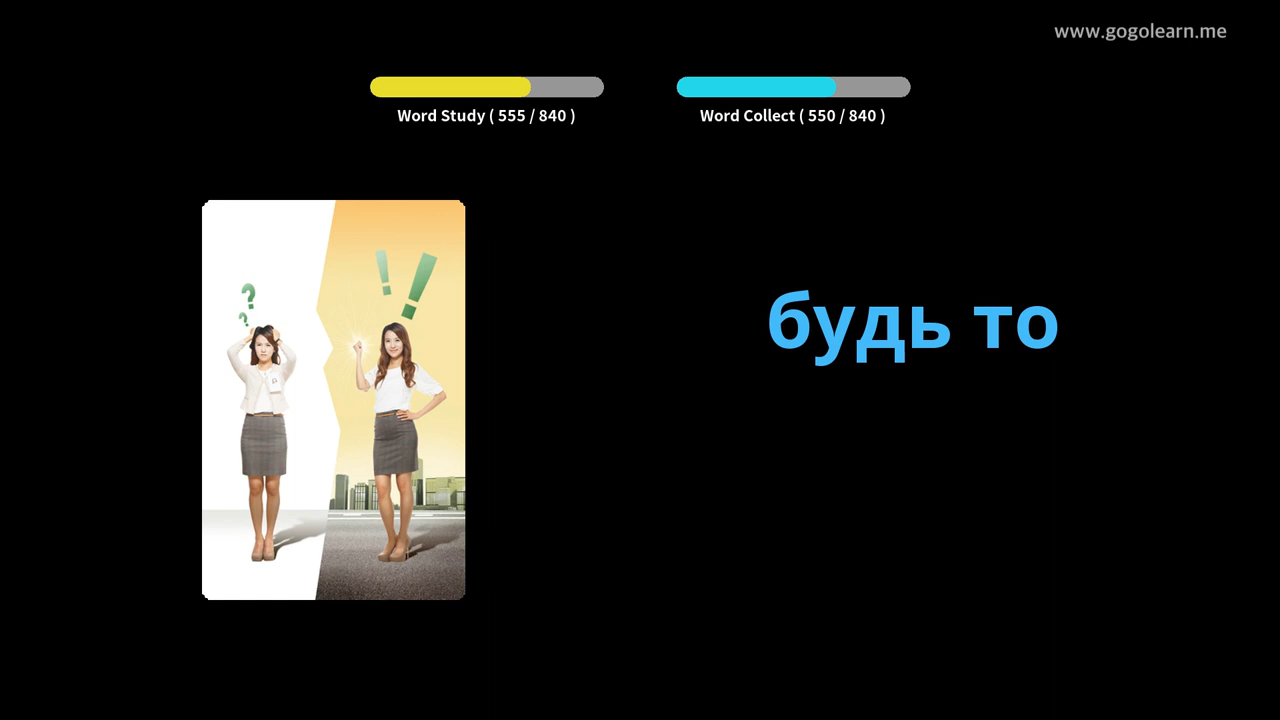 www.gogolearn.me
Word Study ( 555 / 840 )
Word Collect ( 550 / 840 )
? ?
! !
будь то